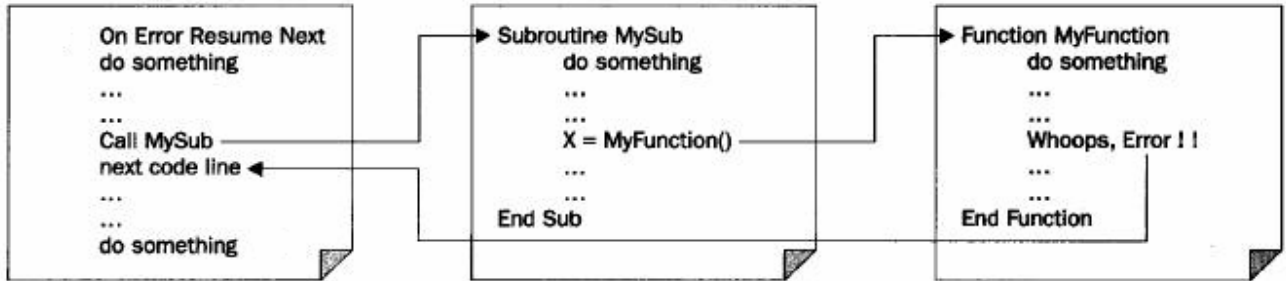 On Error Resume Next
do something
...
...
Call MySub
next code line
...
...
do something
Subroutine MySub
do something
...
...
X = MyFunction()
...
...
End Sub
Function MyFunction
do something
...
...
Whoops, Error ! !
...
...
End Function